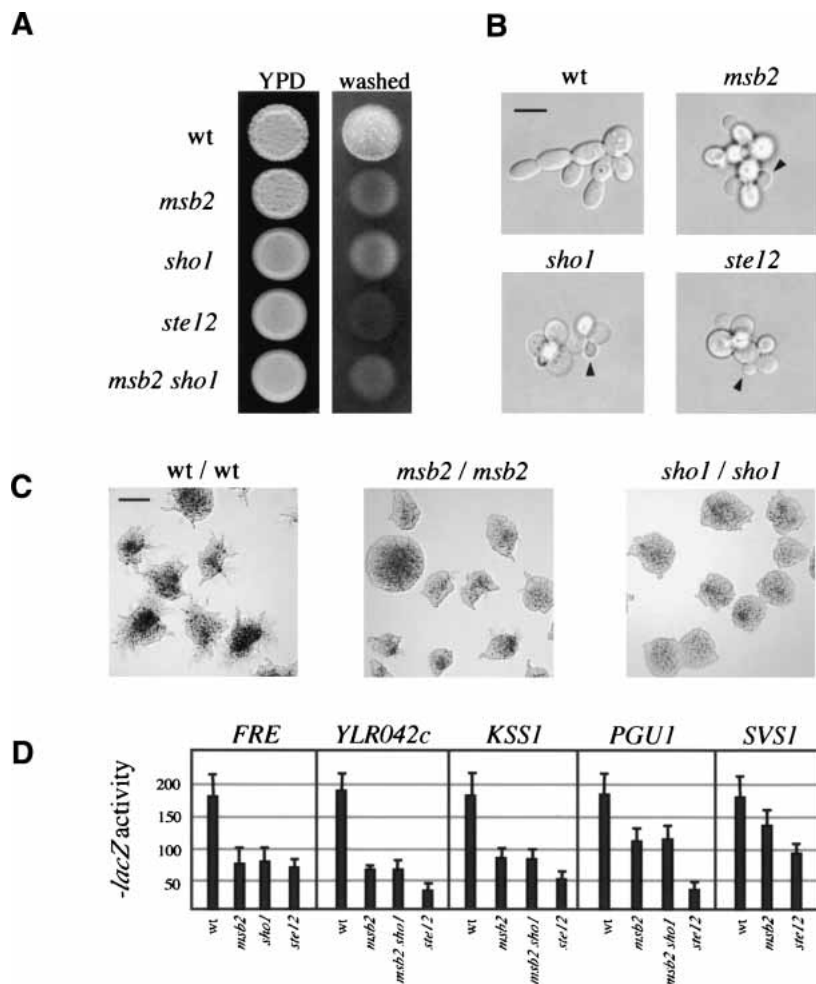 A
YPD washed
wt
msb2
sho1
ste12
msb2 sho1
B
wt msb2
sho1 ste12
C
wt / wt msb2 / msb2 sho1 / sho1
D
FRE YLR042c KSS1 PGU1 SVS1
-lacZ activity
200
150
100
50
wt msb2 sho1 ste12 wt msb2 msb2 sho1 ste12 wt msb2 msb2 sho1 ste12 wt msb2 msb2 sho1 ste12 wt msb2 ste12